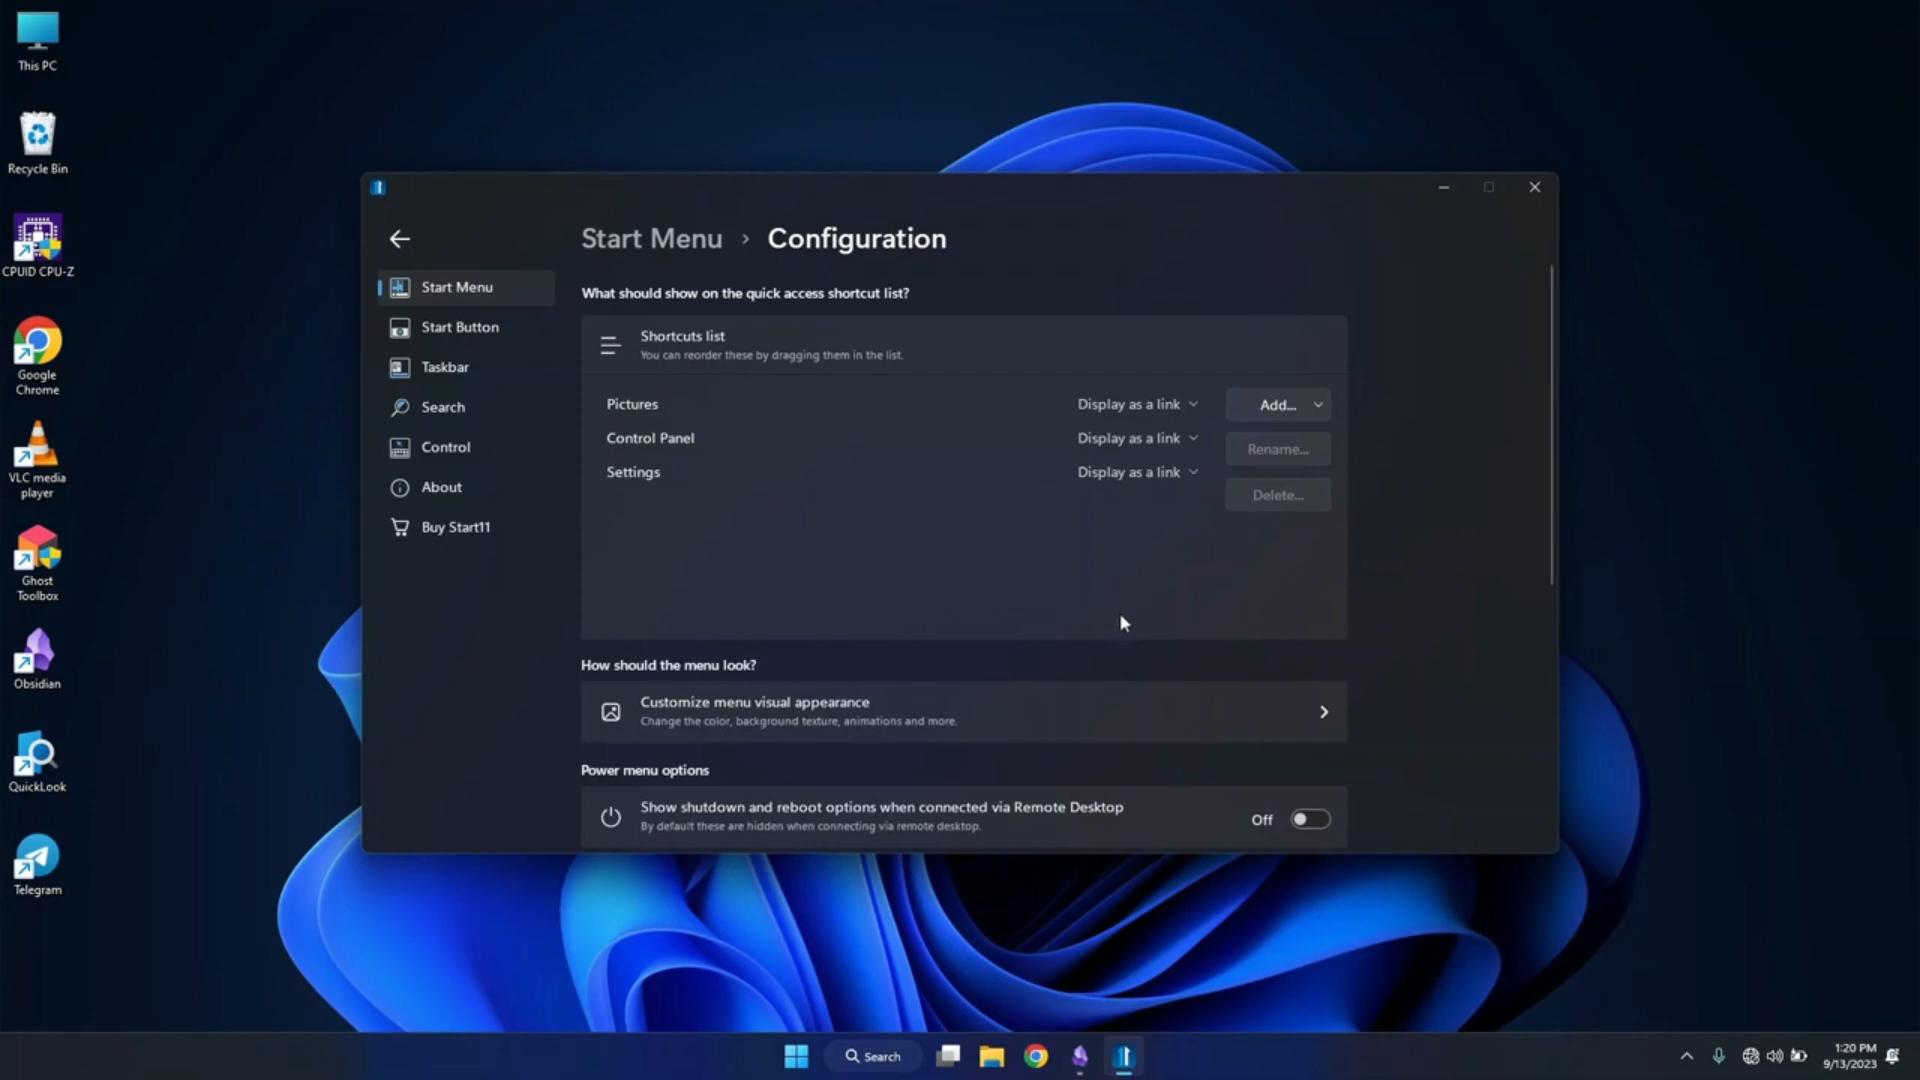 This PC
Recycle Bin
CPUID CPU-Z
Google
Chrome
VLC media
player
Ghost
Toolbox
Obsidian
QuickLook
Telegram
Start Menu > Configuration
Start Menu
Start Button
Taskbar
Search
Control
About
Buy Start11
What should show on the quick access shortcut list?
Shortcuts list
You can reorder these by dragging them in the list.
Pictures Display as a link Add...
Control Panel Display as a link Rename...
Settings Display as a link
Delete...
How should the menu look?
Customize menu visual appearance
Change the color, background texture, animations and more.
Power menu options
Show shutdown and reboot options when connected via Remote Desktop
By default these are hidden when connecting via remote desktop.
Off
Search
1:20 PM
9/13/2023